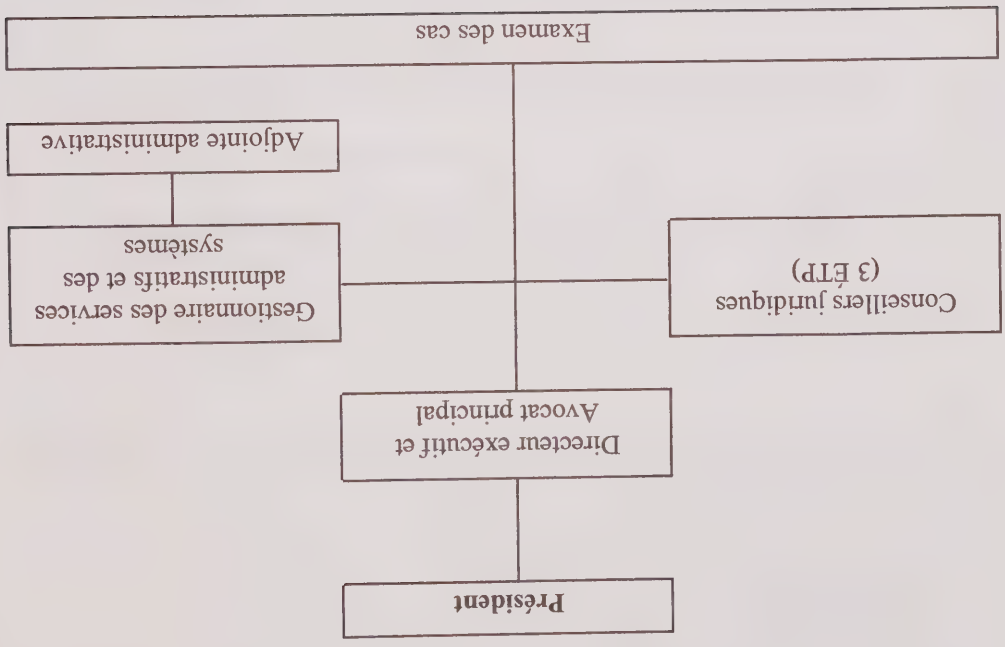 Président
Directeur exécutif et
Avocat principal
Conseillers juridiques
(3 ÉTP)
Gestionnaire des services
administratifs et des
systèmes
Adjointe administrative
Examen des cas